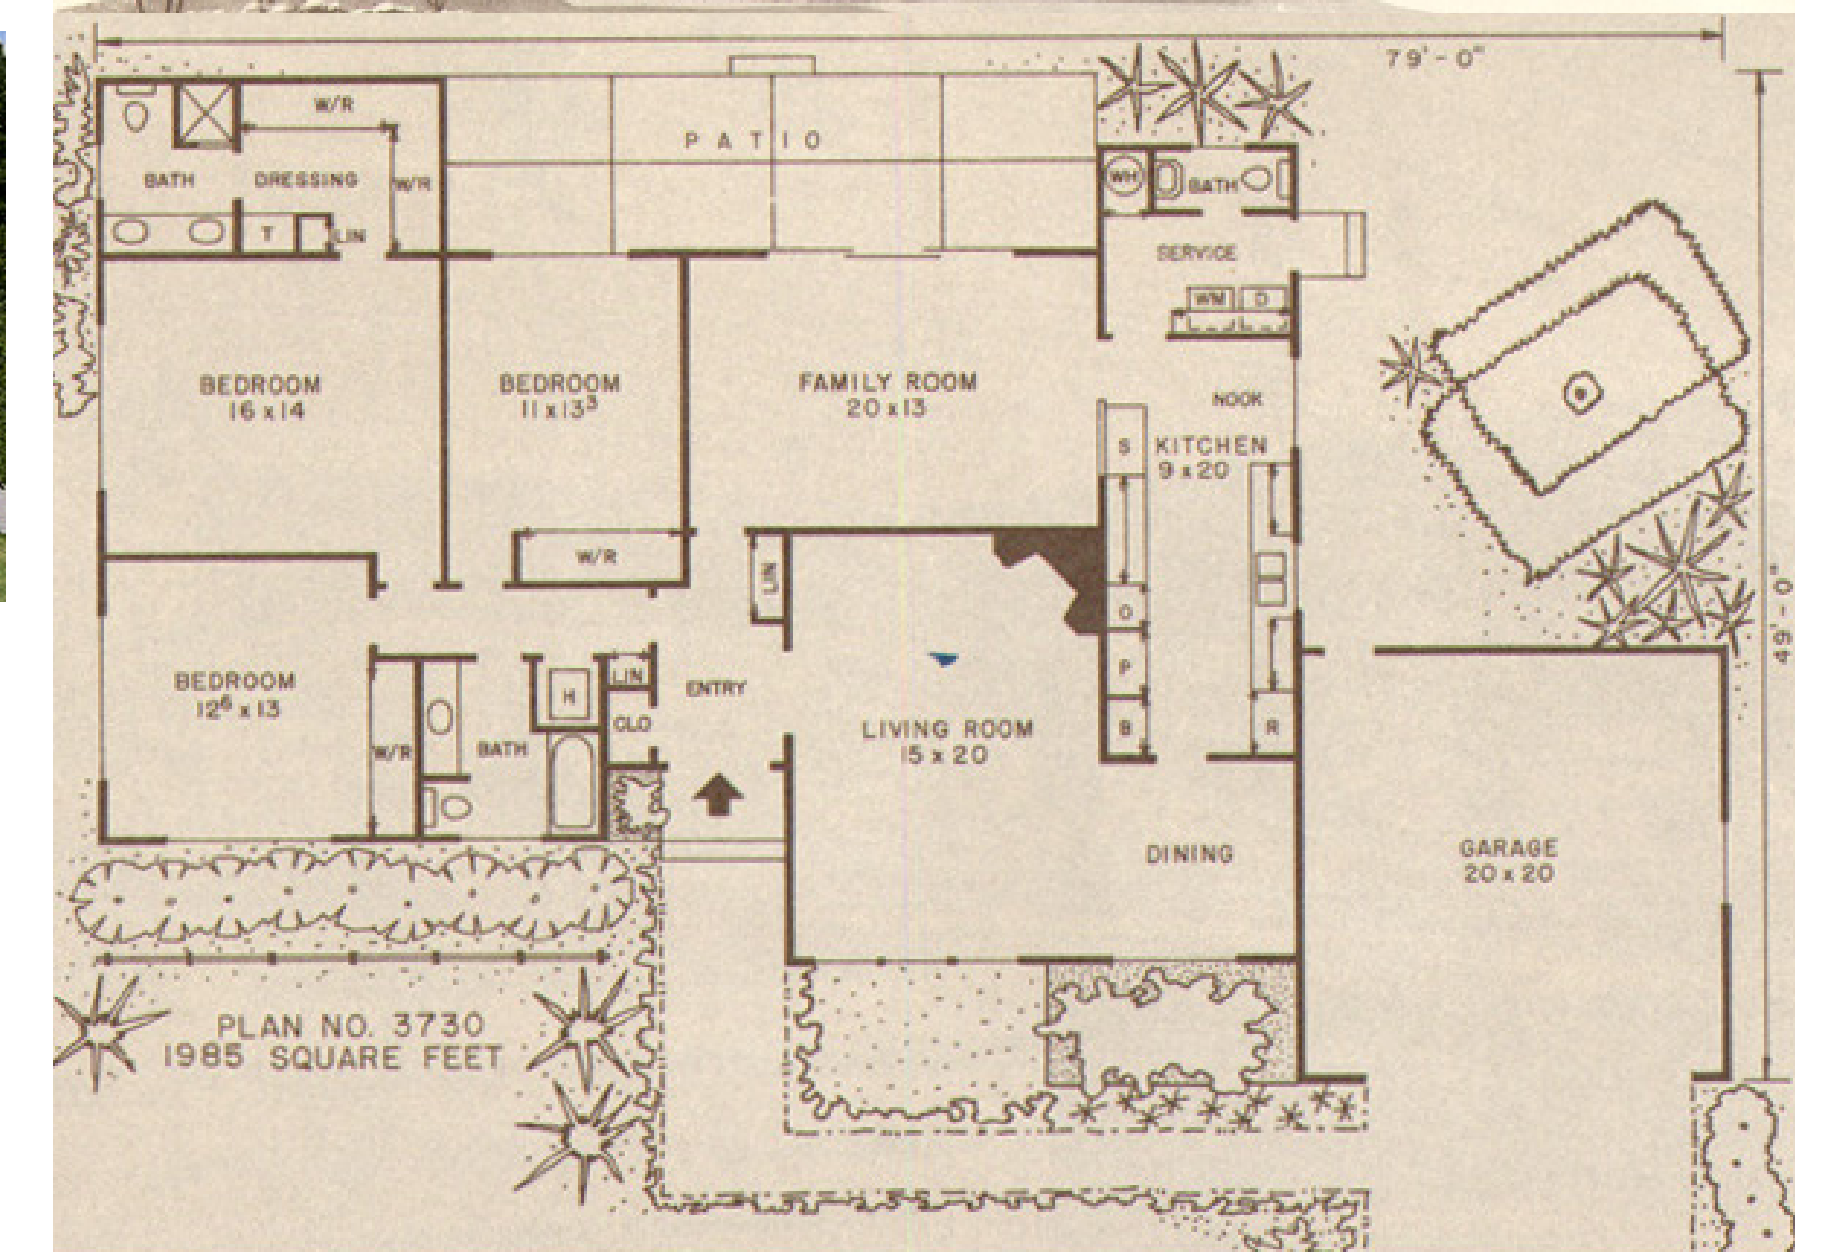 79'-0"
W/R
PATIO
WH
BATH
BATH
DRESSING
W/R
T
LIN
SERVICE
WM
D
BEDROOM
16 x 14
BEDROOM
11 x 13³
FAMILY ROOM
20 x 13
NOOK
S
KITCHEN
9 x 20
W/R
LIN
O
49'-0"
P
LIN
H
ENTRY
BEDROOM
12⁶ x 13
CLO
B
R
LIVING ROOM
15 x 20
W/R
BATH
DINING
GARAGE
20 x 20
PLAN NO. 3730
1985 SQUARE FEET